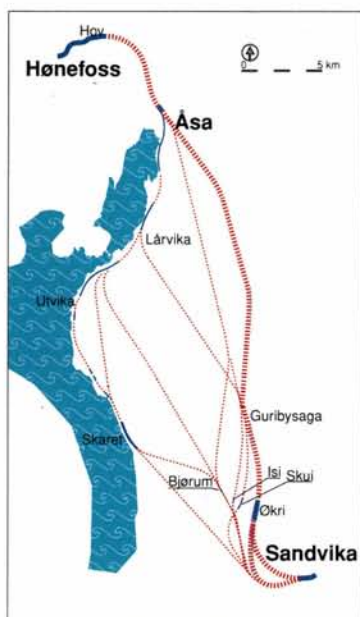 Hov
Hønefoss
0 5 km
Åsa
Lårvika
Utvika
Guribysaga
Skaret
Isi
Skui
Bjørum
Økri
Sandvika